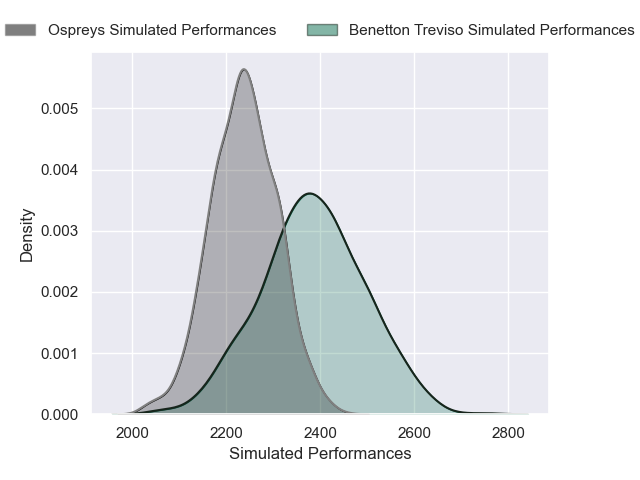 Ospreys Simulated Performances Benetton Treviso Simulated Performances
0.005
0.004
0.003
0.002
0.001
0.000
Density
2000 2200 2400 2600 2800
Simulated Performances